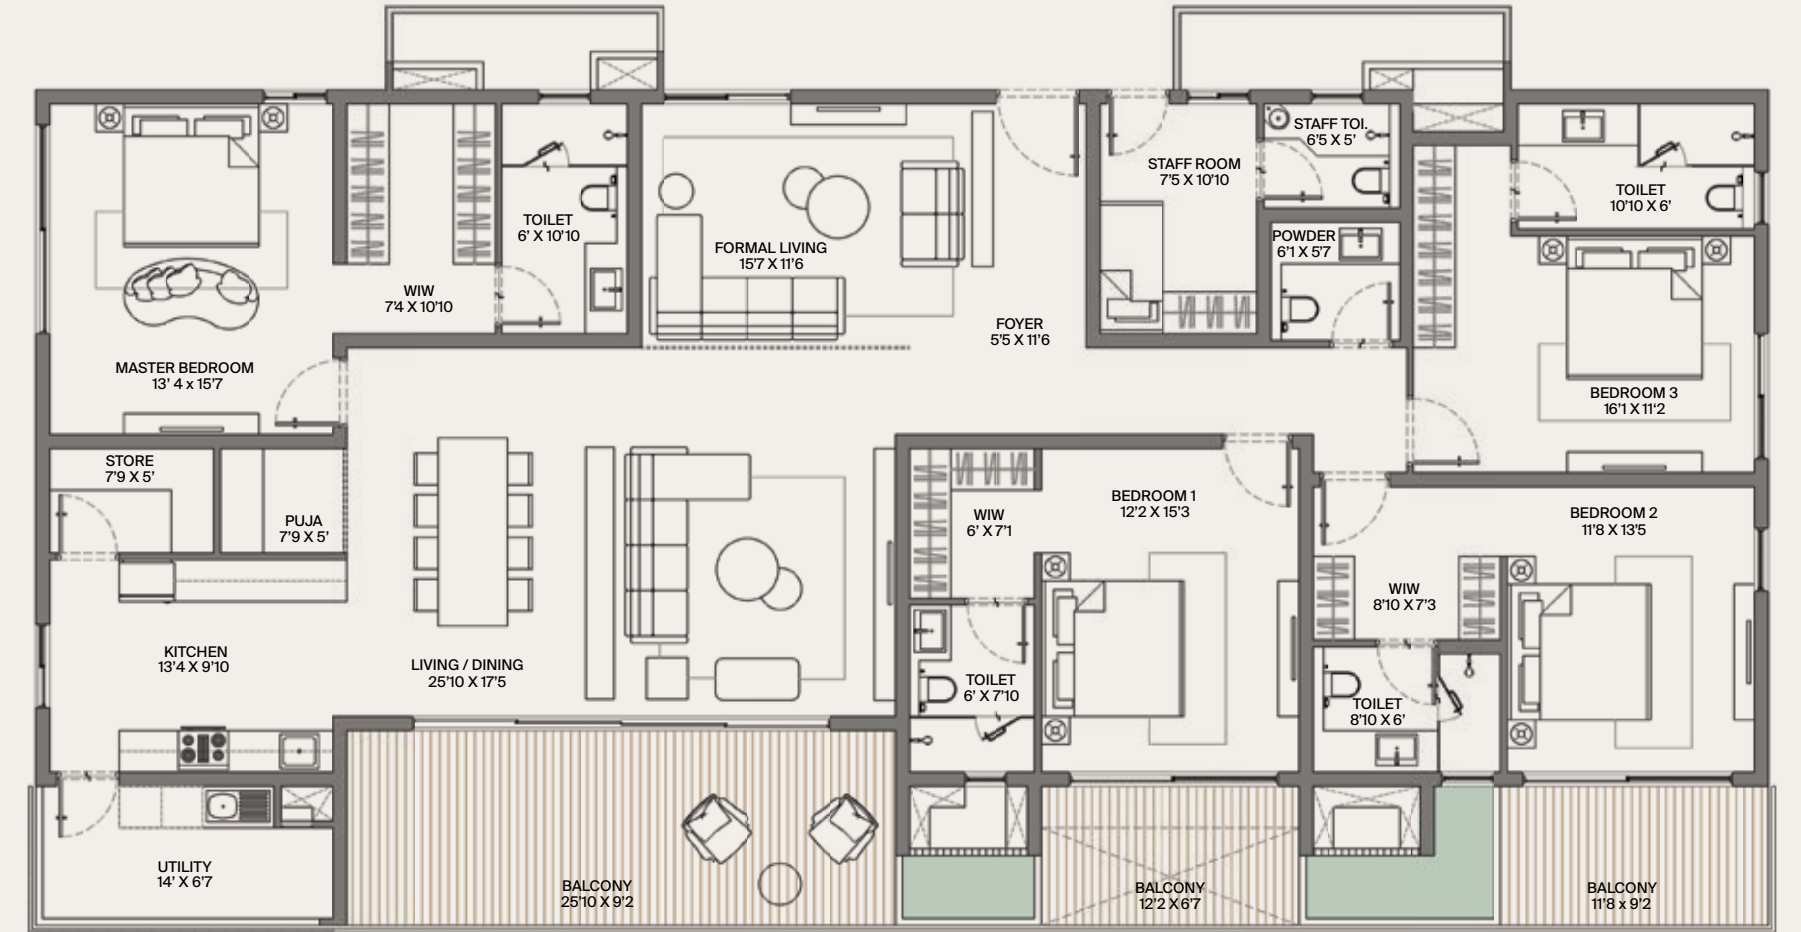 STAFF TOI.
6'5 X 5'
STAFF ROOM
7'5 X 10'10
TOILET
10'10 X 6'
TOILET
6' X 10'10
FORMAL LIVING
15'7 X 11'6
POWDER
6'1 X 5'7
WIW
7'4 X 10'10
FOYER
5'5 X 11'6
MASTER BEDROOM
13' 4 x 15'7
BEDROOM 3
16'1 X 11'2
STORE
7'9 X 5'
PUJA
7'9 X 5'
WIW
6' X 7'1
BEDROOM 1
12'2 X 15'3
BEDROOM 2
11'8 X 13'5
WIW
8'10 X 7'3
KITCHEN
13'4 X 9'10
LIVING / DINING
25'10 X 17'5
TOILET
6' X 7'10
TOILET
8'10 X 6'
UTILITY
14' X 6'7
BALCONY
25'10 X 9'2
BALCONY
12'2 X 6'7
BALCONY
11'8 x 9'2